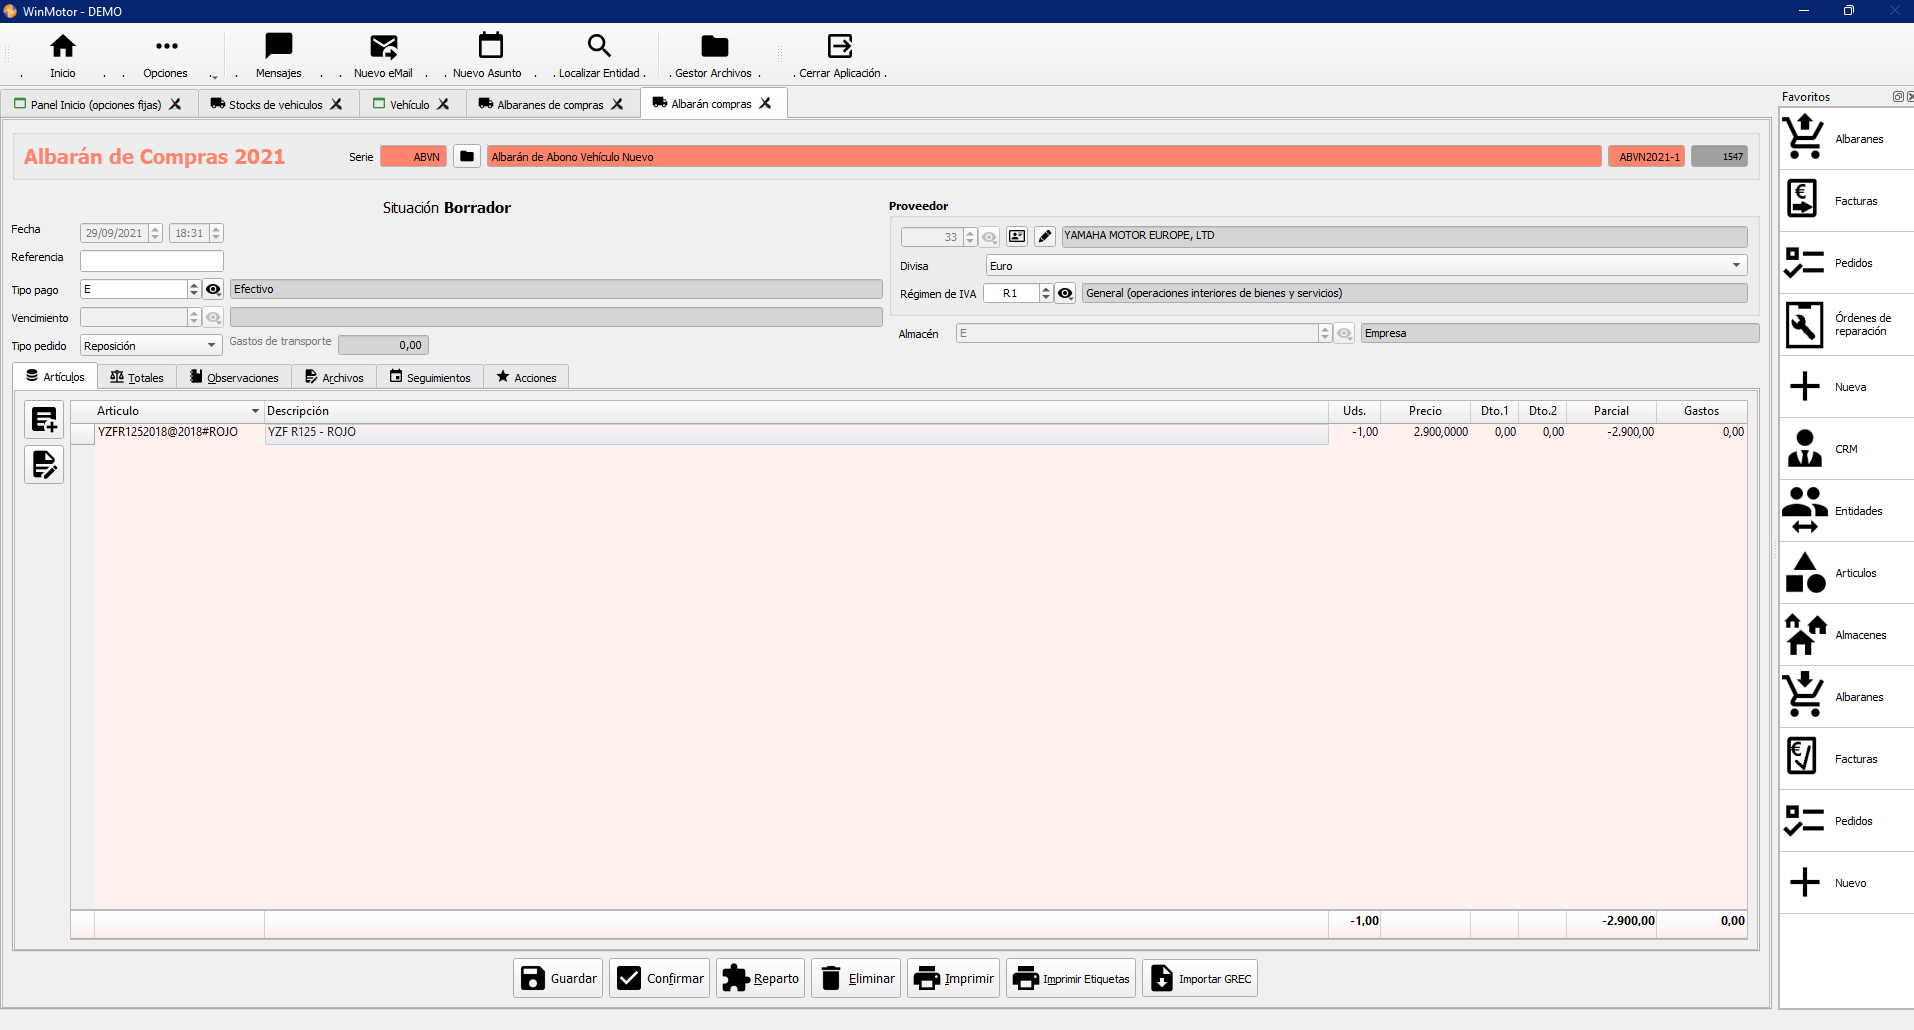 WinMotor - DEMO
. Inicio .
. Opciones .
. Mensajes .
. Nuevo eMail .
. Nuevo Asunto .
. Localizar Entidad .
. Gestor Archivos .
. Cerrar Aplicación .
Panel Inicio (opciones fijas)
Stocks de vehiculos
Vehículo
Albaranes de compras
Albarán compras
Favoritos
Albarán de Compras 2021
Serie ABVN Albarán de Abono Vehículo Nuevo ABVN2021-1 1547
Situación Borrador
Fecha 29/09/2021 18:31
Referencia
Tipo pago E Efectivo
Vencimiento
Tipo pedido Reposición Gastos de transporte 0,00
Proveedor
33 YAMAHA MOTOR EUROPE, LTD
Divisa Euro
Régimen de IVA R1 General (operaciones interiores de bienes y servicios)
Almacén E Empresa
Artículos Totales Observaciones Archivos Seguimientos Acciones
Articulo Descripción Uds. Precio Dto.1 Dto.2 Parcial Gastos
YZFR1252018@2018#ROJO YZF R125 - ROJO -1,00 2.900,0000 0,00 0,00 -2.900,00 0,00
-1,00 -2.900,00 0,00
Guardar Confirmar Reparto Eliminar Imprimir Imprimir Etiquetas Importar GREC
Albaranes
Facturas
Pedidos
Órdenes de
reparación
Nueva
CRM
Entidades
Articulos
Almacenes
Albaranes
Facturas
Pedidos
Nuevo